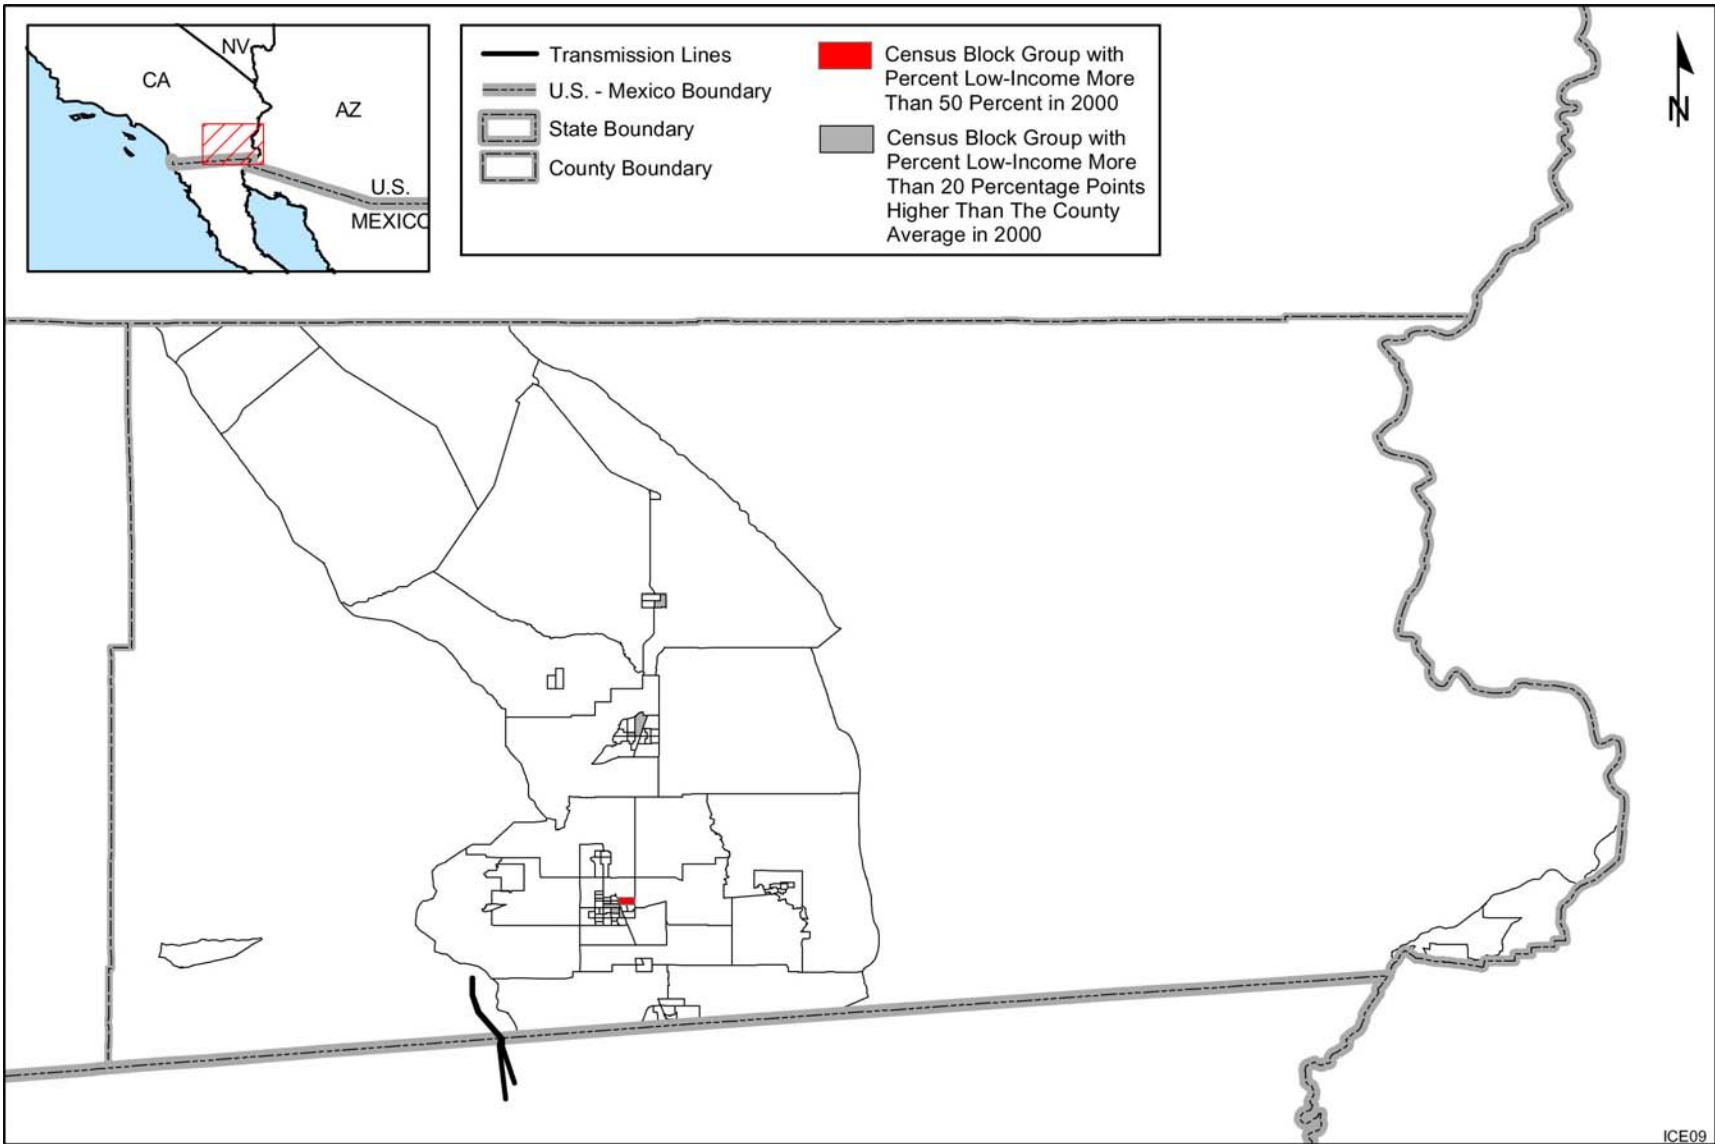 NV
CA
AZ
U.S.
MEXICO
Transmission Lines
U.S. - Mexico Boundary
State Boundary
County Boundary
Census Block Group with
Percent Low-Income More
Than 50 Percent in 2000
Census Block Group with
Percent Low-Income More
Than 20 Percentage Points
Higher Than The County
Average in 2000
N
ICE09